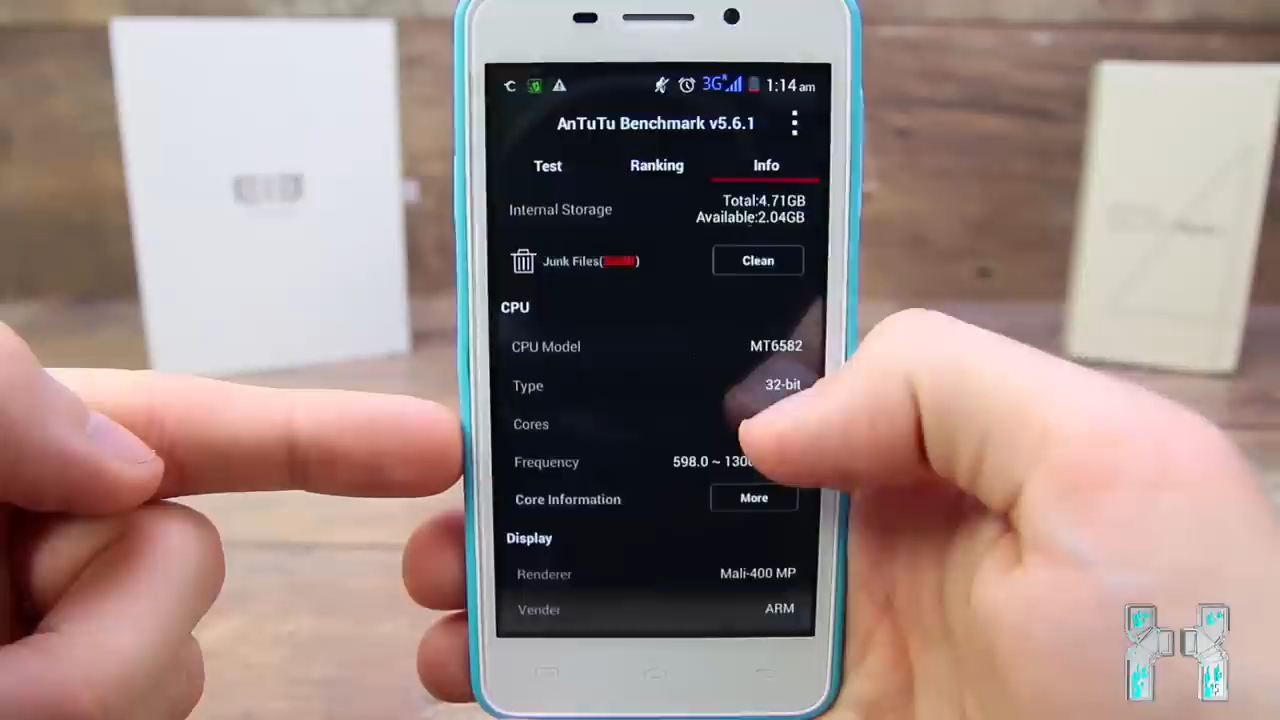 3G 1:14 am
AnTuTu Benchmark v5.6.1
Test Ranking Info
Internal Storage Total:4.71GB
Available:2.04GB
Junk Files( ) Clean
CPU
CPU Model MT6582
Type 32-bit
Cores
Frequency 598.0 ~ 1300
Core Information More
Display
Renderer Mali-400 MP
Vender ARM